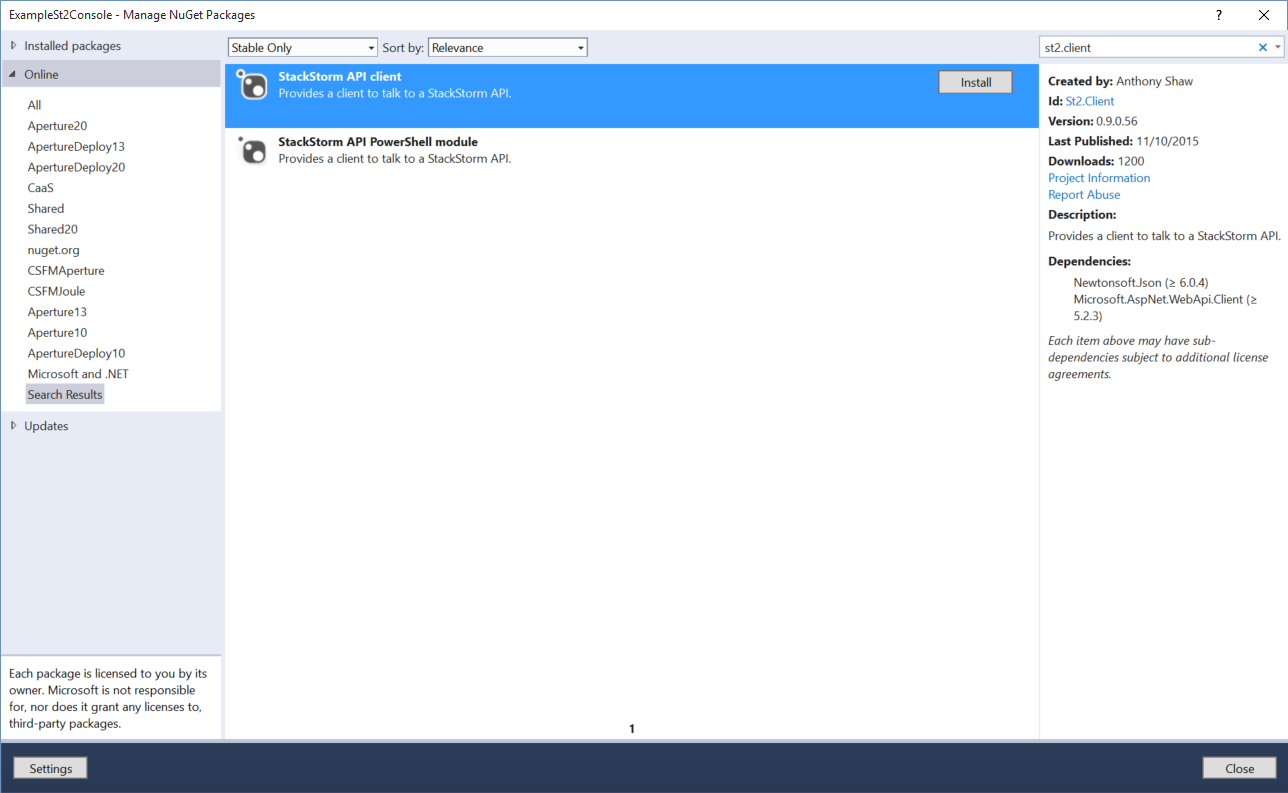 ExampleSt2Console - Manage NuGet Packages
?
Installed packages
Online
All
Aperture20
ApertureDeploy13
ApertureDeploy20
CaaS
Shared
Shared20
nuget.org
CSFMAperture
CSFMJoule
Aperture13
Aperture10
ApertureDeploy10
Microsoft and .NET
Search Results
Updates
Each package is licensed to you by its
owner. Microsoft is not responsible
for, nor does it grant any licenses to,
third-party packages.
Stable Only
Sort by: Relevance
StackStorm API client
Provides a client to talk to a StackStorm API.
Install
StackStorm API PowerShell module
Provides a client to talk to a StackStorm API.
1
st2.client
Created by: Anthony Shaw
Id: St2.Client
Version: 0.9.0.56
Last Published: 11/10/2015
Downloads: 1200
Project Information
Report Abuse
Description:
Provides a client to talk to a StackStorm API.
Dependencies:
Newtonsoft.Json (≥ 6.0.4)
Microsoft.AspNet.WebApi.Client (≥
5.2.3)
Each item above may have sub-
dependencies subject to additional license
agreements.
Settings
Close